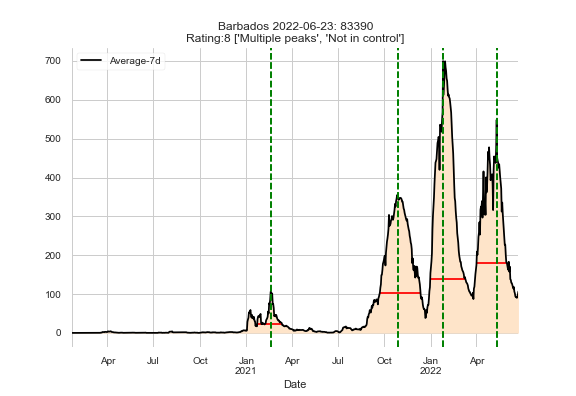 Barbados 2022-06-23: 83390
Rating:8 ['Multiple peaks', 'Not in control']
Average-7d
700
600
500
400
300
200
100
0
Apr Jul Oct Jan Apr Jul Oct Jan Apr
2021 2022
Date